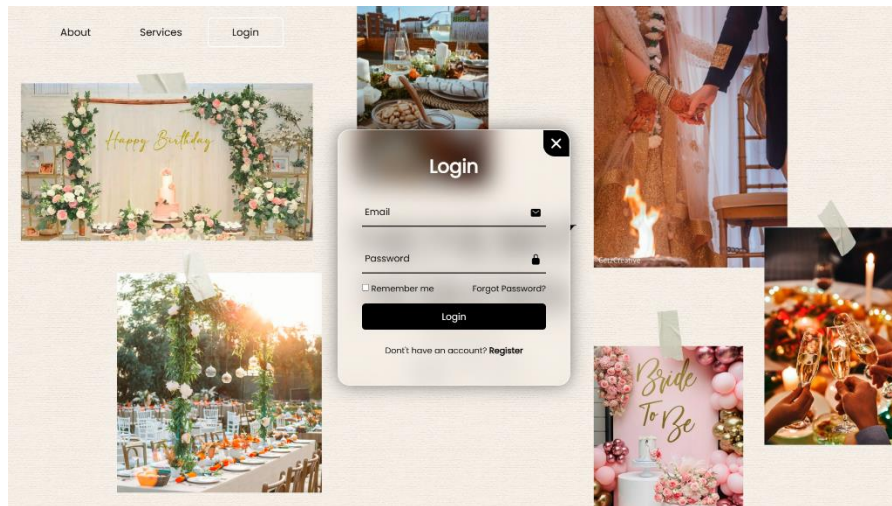 About Services Login
Happy Birthday
Login
Email
Password
Remember me Forgot Password?
Login
Dont't have an account? Register
Bride
To Be